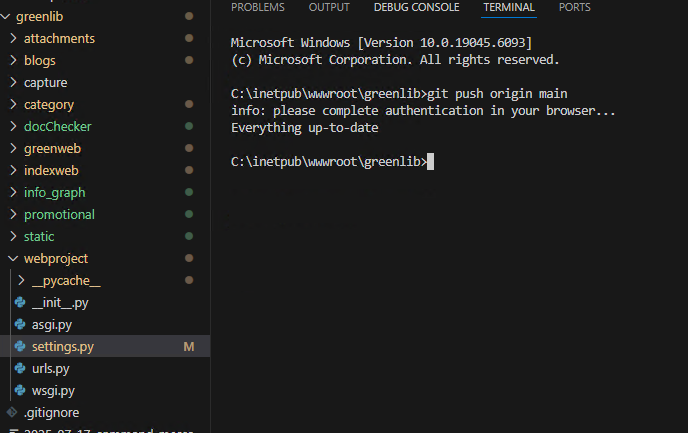 PROBLEMS OUTPUT DEBUG CONSOLE TERMINAL PORTS
greenlib
attachments
blogs
capture
category
docChecker
greenweb
indexweb
info_graph
promotional
static
webproject
__pycache__
__init__.py
asgi.py
settings.py M
urls.py
wsgi.py
.gitignore
Microsoft Windows [Version 10.0.19045.6093]
(c) Microsoft Corporation. All rights reserved.
C:\inetpub\wwwroot\greenlib>git push origin main
info: please complete authentication in your browser...
Everything up-to-date
C:\inetpub\wwwroot\greenlib>